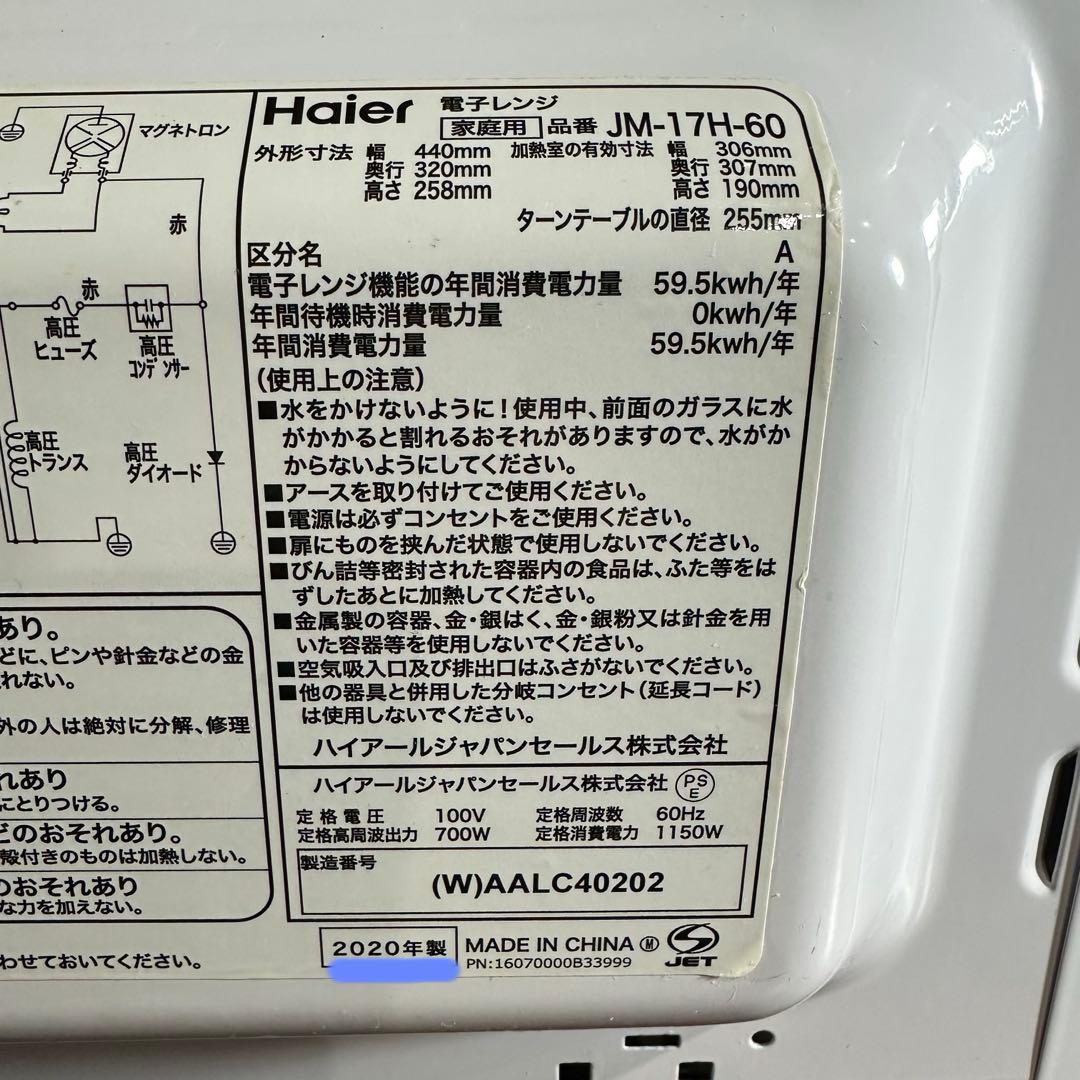 マグネトロン
赤
赤
高圧
ヒューズ
高圧
コンデンサー
高圧
トランス
高圧
ダイオード
Haier 電子レンジ
家庭用 品番 JM-17H-60
外形寸法 幅 440mm 加熱室の有効寸法 幅 306mm
奥行 320mm 奥行 307mm
高さ 258mm 高さ 190mm
ターンテーブルの直径 255mm
区分名 A
電子レンジ機能の年間消費電力量 59.5kwh/年
年間待機時消費電力量 0kwh/年
年間消費電力量 59.5kwh/年
(使用上の注意)
■水をかけないように!使用中、前面のガラスに水
がかかると割れるおそれがありますので、水がか
からないようにしてください。
■アースを取り付けてご使用ください。
■電源は必ずコンセントをご使用ください。
■扉にものを挟んだ状態で使用しないでください。
■びん詰等密封された容器内の食品は、ふた等をは
ずしたあとに加熱してください。
■金属製の容器、金・銀はく、金・銀粉又は針金を用
いた容器等を使用しないでください。
■空気吸入口及び排出口はふさがないでください。
■他の器具と併用した分岐コンセント(延長コード)
は使用しないでください。
ハイアールジャパンセールス株式会社
ハイアールジャパンセールス株式会社 PSE
定格電圧 100V 定格周波数 60Hz
定格高周波出力 700W 定格消費電力 1150W
製造番号
(W)AALC40202
2020年製 MADE IN CHINA Ⓜ JET
PN:16070000B33999
あり。
どに、ピンや針金などの金
れない。
外の人は絶対に分解、修理
れあり
にとりつける。
どのおそれあり。
殻付きのものは加熱しない。
のおそれあり
な力を加えない。
わせておいてください。